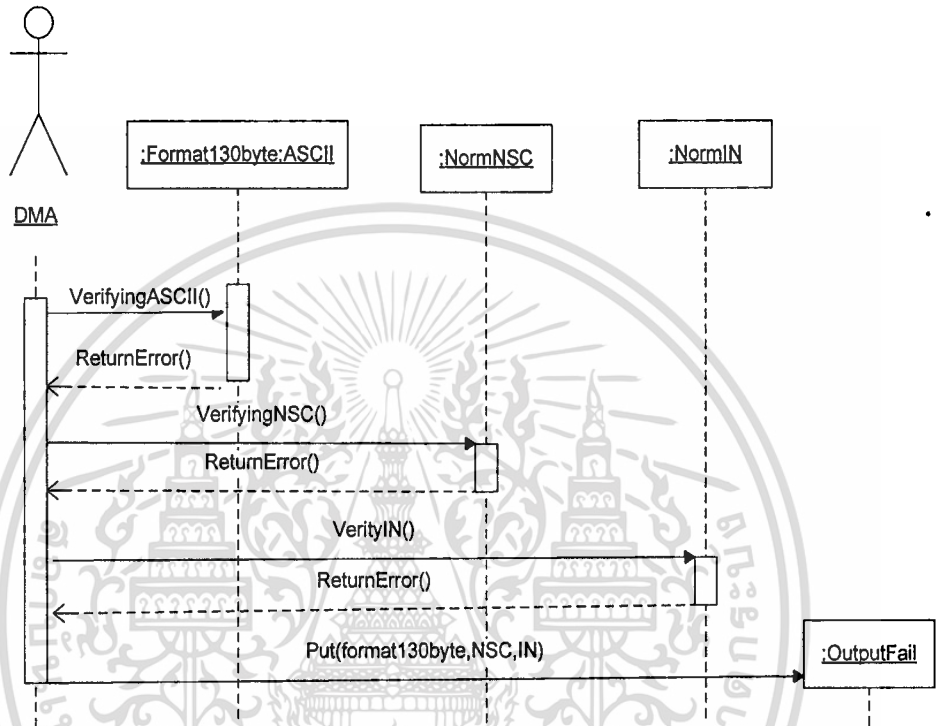 :Format130byte:ASCII
:NormNSC
:NormIN
DMA
VerifyingASCII()
ReturnError()
VerifyingNSC()
ReturnError()
VerityIN()
ReturnError()
Put(format130byte,NSC,IN)
:OutputFail